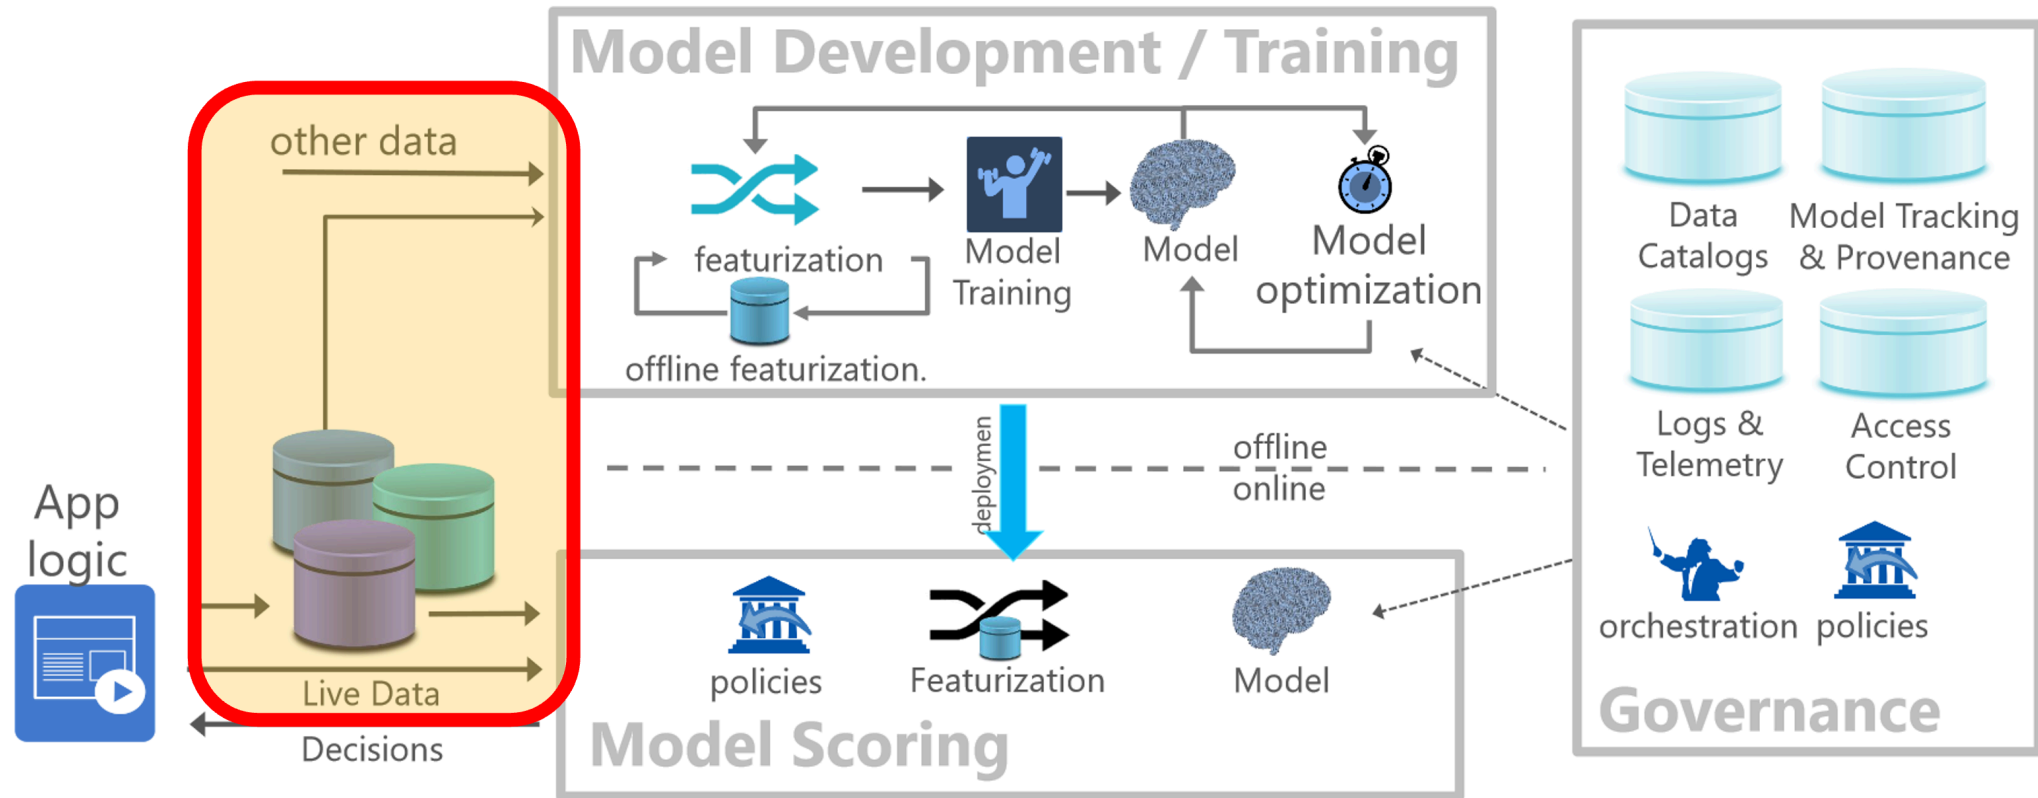 Model Development / Training
other data
featurization
offline featurization.
Model
Training
Model
Model
optimization
deploymen
offline
online
App
logic
Live Data
Decisions
policies
Featurization
Model
Model Scoring
Data
Catalogs
Model Tracking
& Provenance
Logs &
Telemetry
Access
Control
orchestration
policies
Governance